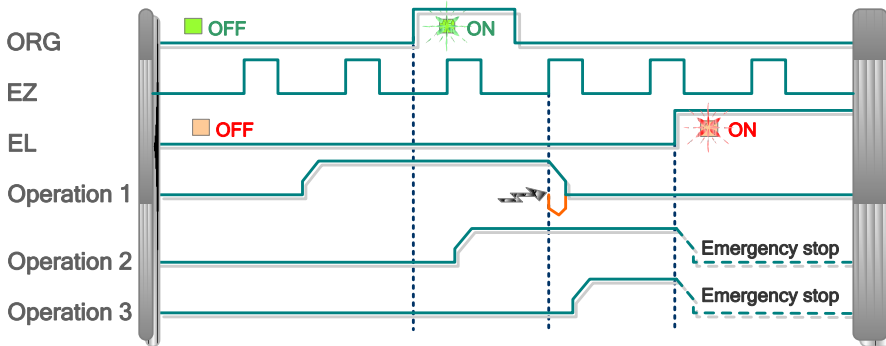 ORG OFF ON
EZ
EL OFF ON
Operation 1
Operation 2 Emergency stop
Operation 3 Emergency stop